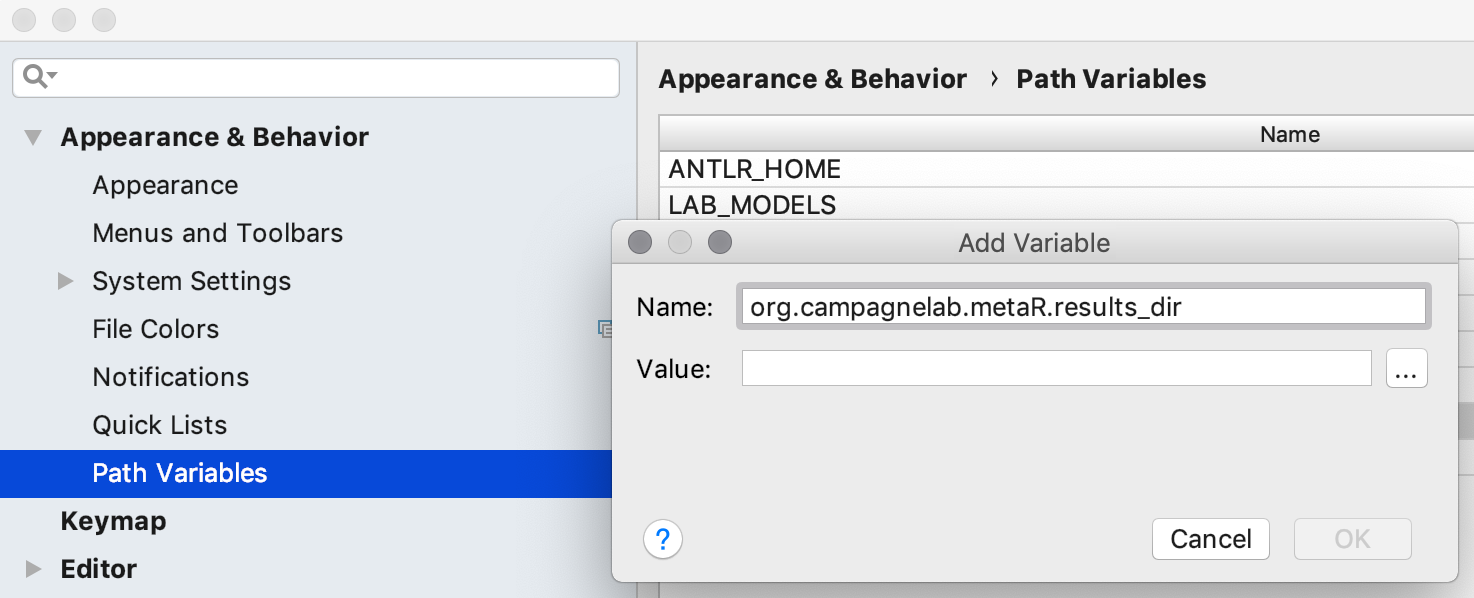 Appearance & Behavior
Appearance
Menus and Toolbars
System Settings
File Colors
Notifications
Quick Lists
Path Variables
Keymap
Editor
Appearance & Behavior › Path Variables
Name
ANTLR_HOME
LAB_MODELS
Add Variable
Name: org.campagnelab.metaR.results_dir
Value:
...
?
Cancel
OK